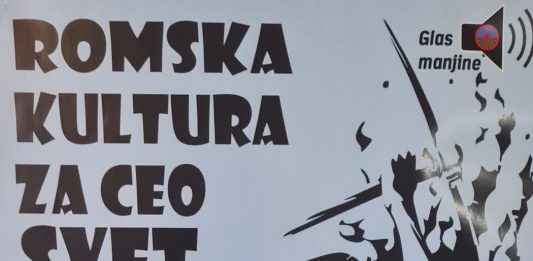 ROMSKA
KULTURA
ZA CEO
SVET
Glas
manjine